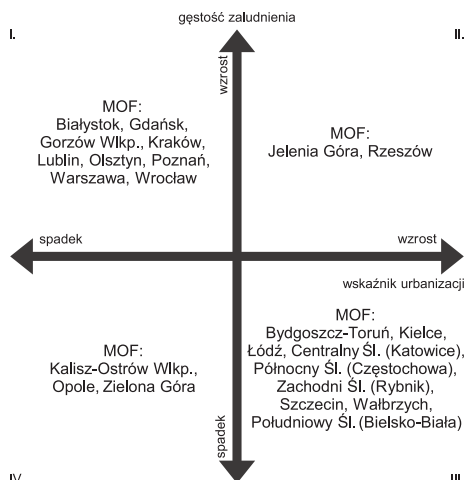 gęstość zaludnienia
I.
II.
wzrost
MOF:
Białystok, Gdańsk,
Gorzów Wlkp., Kraków,
Lublin, Olsztyn, Poznań,
Warszawa, Wrocław
MOF:
Jelenia Góra, Rzeszów
spadek
wzrost
wskaźnik urbanizacji
MOF:
Kalisz-Ostrów Wlkp.,
Opole, Zielona Góra
MOF:
Bydgoszcz-Toruń, Kielce,
Łódź, Centralny Śl. (Katowice),
Północny Śl. (Częstochowa),
Zachodni Śl. (Rybnik),
Szczecin, Wałbrzych,
Południowy Śl. (Bielsko-Biała)
spadek
IV.
III.